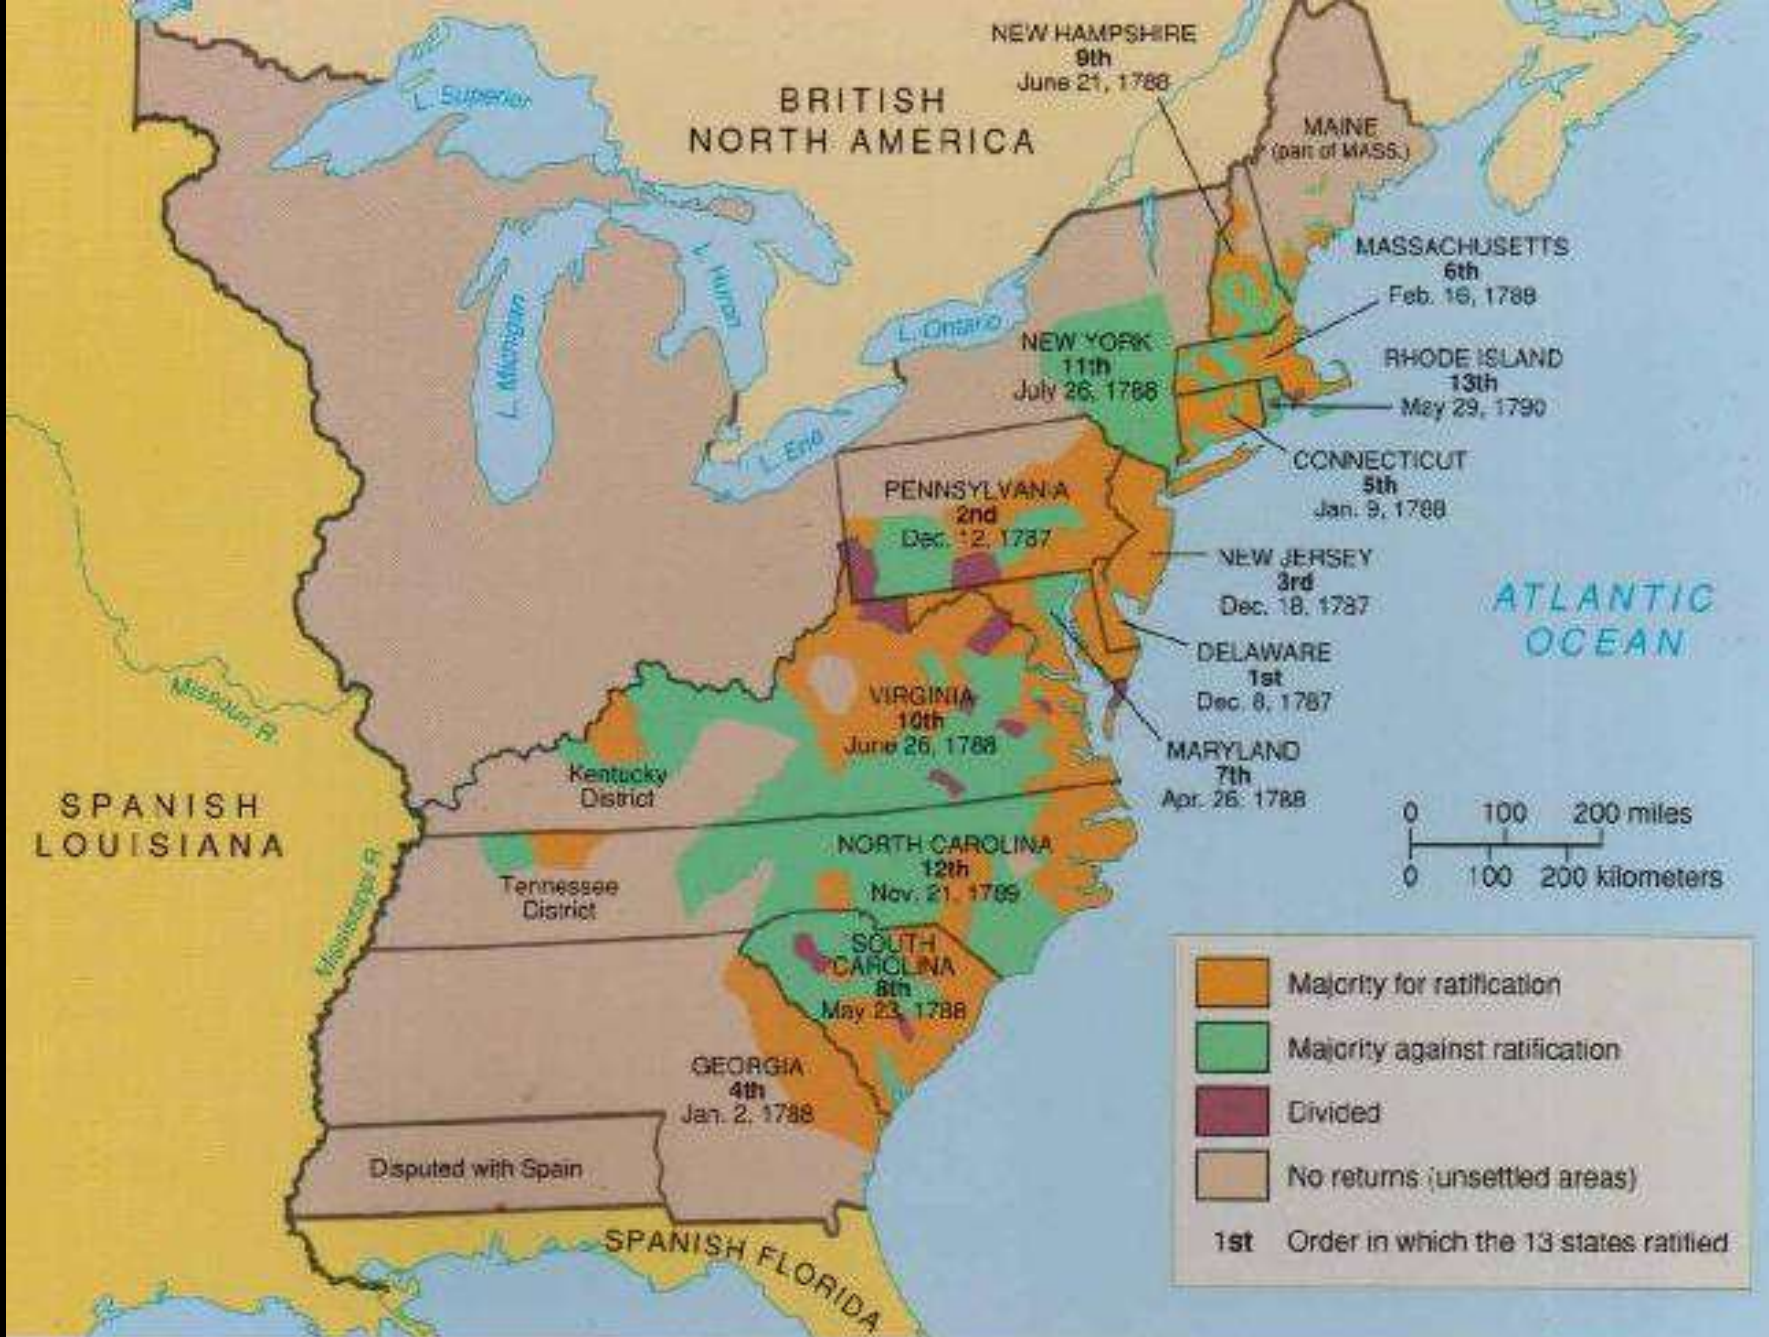 NEW HAMPSHIRE
9th
June 21, 1788
BRITISH
NORTH AMERICA
L. Superior
MAINE
(part of MASS.)
MASSACHUSETTS
6th
Feb. 16, 1788
L. Michigan
L. Huron
L. Ontario
NEW YORK
11th
July 26, 1788
RHODE ISLAND
13th
May 29, 1790
L. Erie
CONNECTICUT
5th
Jan. 9, 1788
PENNSYLVANIA
2nd
Dec. 12, 1787
NEW JERSEY
3rd
Dec. 18, 1787
ATLANTIC
OCEAN
DELAWARE
1st
Dec. 8, 1787
Missouri R.
VIRGINIA
10th
June 26, 1788
MARYLAND
7th
Apr. 26, 1788
Kentucky
District
SPANISH
LOUISIANA
0 100 200 miles
0 100 200 kilometers
NORTH CAROLINA
12th
Nov. 21, 1789
Tennessee
District
Mississippi R.
SOUTH
CAROLINA
8th
May 23, 1788
GEORGIA
4th
Jan. 2, 1788
Disputed with Spain
SPANISH FLORIDA
Majority for ratification
Majority against ratification
Divided
No returns (unsettled areas)
1st Order in which the 13 states ratified